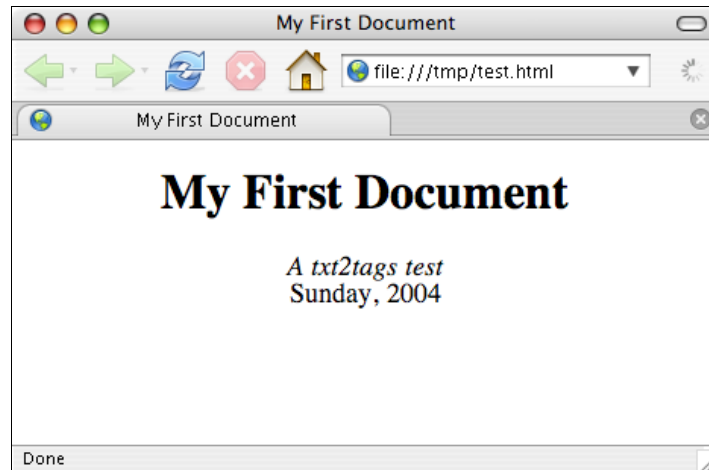 My First Document
file:///tmp/test.html
My First Document
My First Document
A txt2tags test
Sunday, 2004
Done